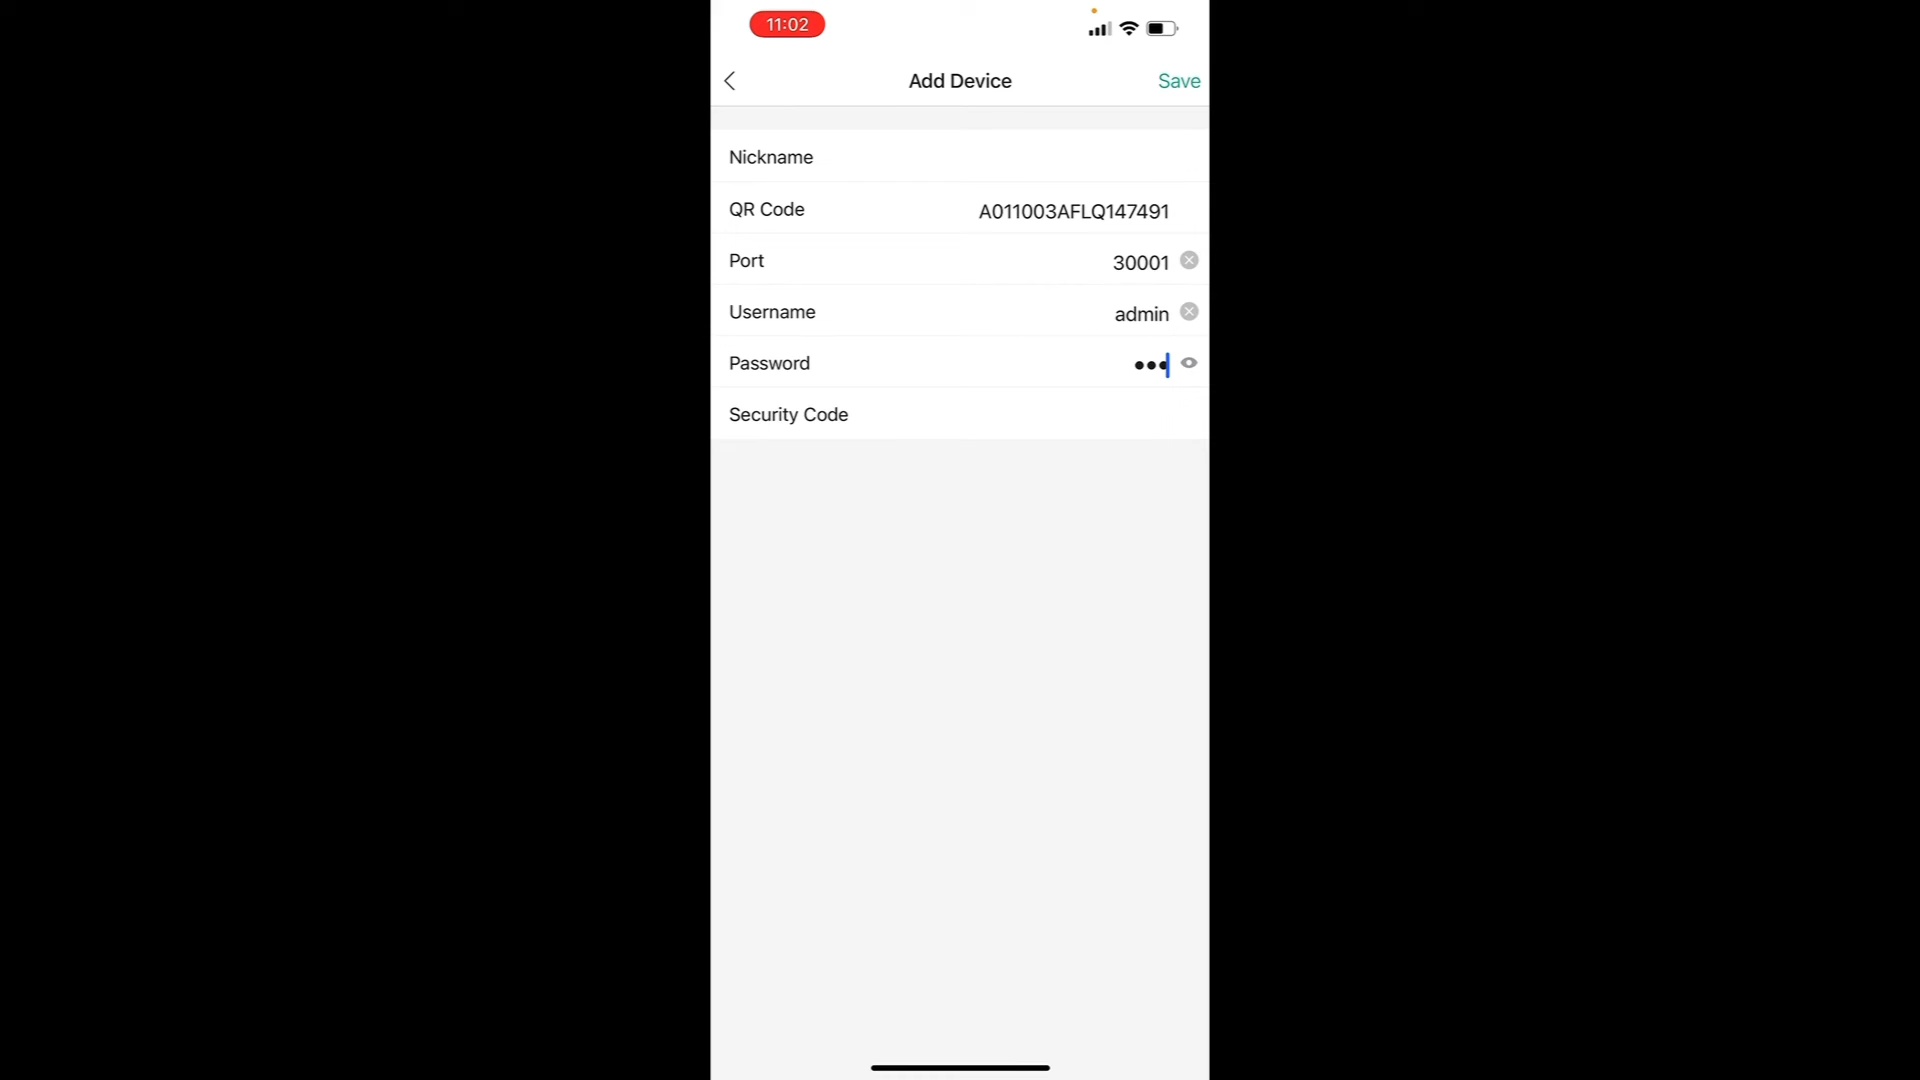 11:02
Add Device
Save
Nickname
QR Code A011003AFLQ147491
Port 30001
Username admin
Password •••
Security Code